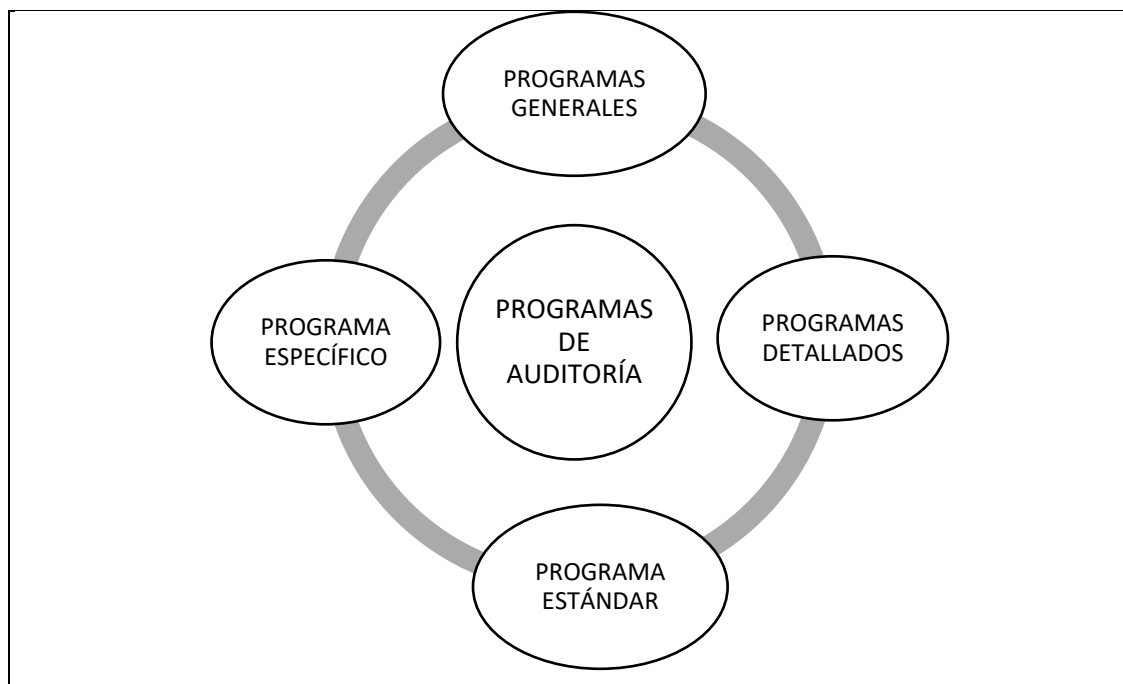 PROGRAMAS
GENERALES
PROGRAMA
ESPECÍFICO
PROGRAMAS
DE
AUDITORÍA
PROGRAMAS
DETALLADOS
PROGRAMA
ESTÁNDAR